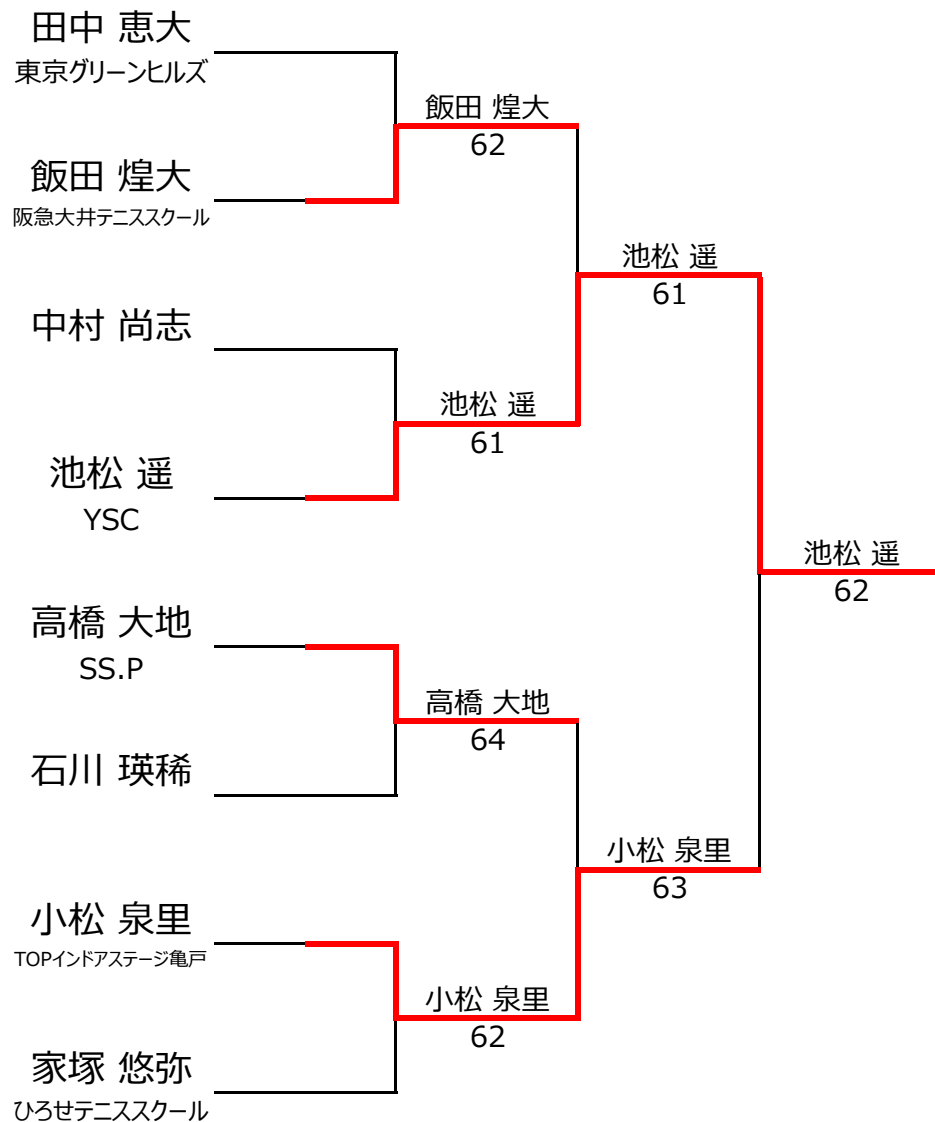 田中 恵大
東京グリーンヒルズ
飯田 煌大
62
飯田 煌大
阪急大井テニススクール
池松 遥
61
中村 尚志
池松 遥
61
池松 遥
YSC
池松 遥
62
高橋 大地
SS.P
高橋 大地
64
石川 瑛稀
小松 泉里
63
小松 泉里
TOPインドアステージ亀戸
小松 泉里
62
家塚 悠弥
ひろせテニススクール